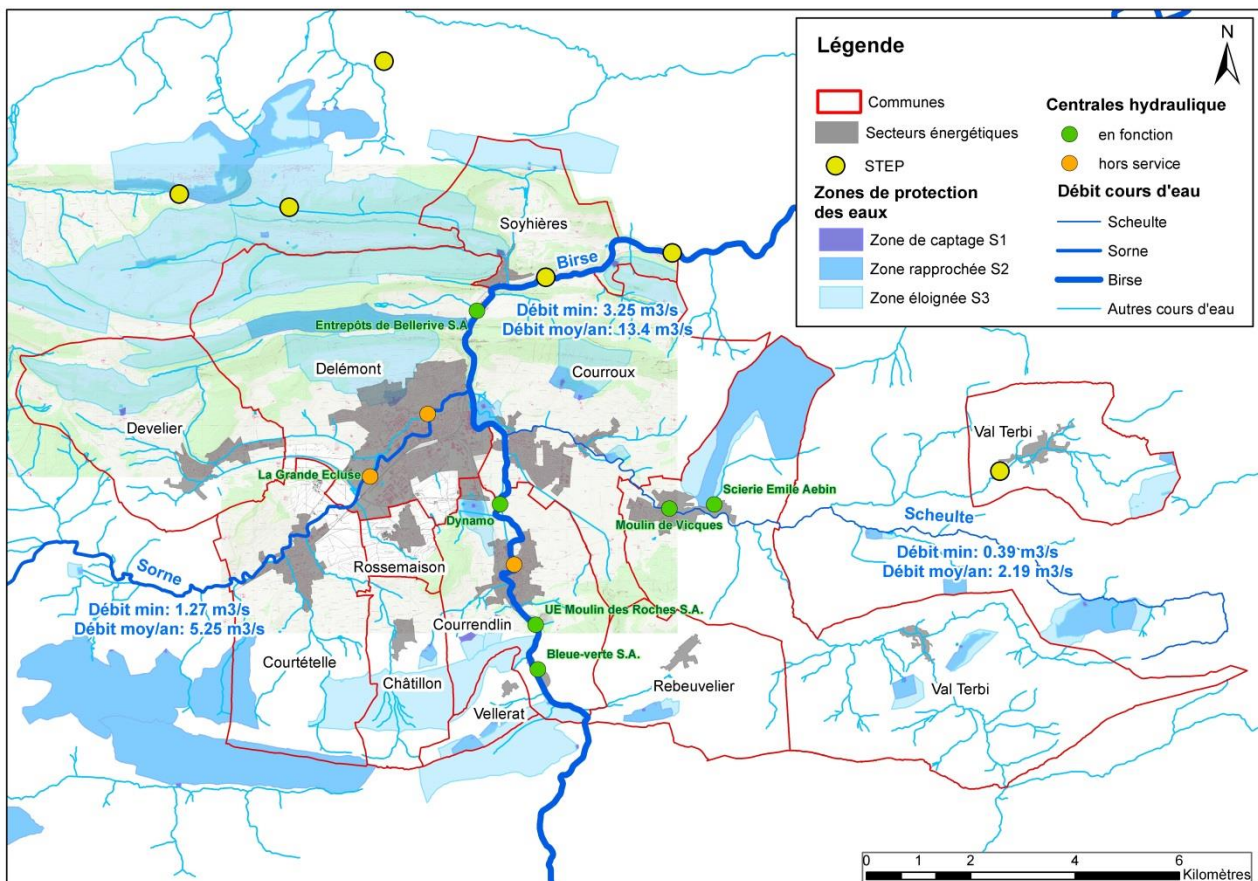 Légende
Communes
Secteurs énergétiques
STEP
Zones de protection
des eaux
Zone de captage S1
Zone rapprochée S2
Zone éloignée S3
N
Centrales hydraulique
en fonction
hors service
Débit cours d'eau
Scheulte
Sorne
Birse
Autres cours d'eau
Soyhières
Birse
Débit min: 3.25 m3/s
Débit moy/an: 13.4 m3/s
Entrepôts de Bellerive S.A
Delémont
Courroux
Develier
Val Terbi
La Grande Ecluse
Scierie Emile Aebin
Dynamo
Moulin de Vicques
Scheulte
Débit min: 0.39 m3/s
Débit moy/an: 2.19 m3/s
Sorne
Rossemaison
Débit min: 1.27 m3/s
Débit moy/an: 5.25 m3/s
UE Moulin des Roches S.A.
Courrendlin
Bleue-verte S.A.
Courtételle
Châtillon
Rebeuvelier
Val Terbi
Vellerat
0 1 2 4 6
Kilomètres